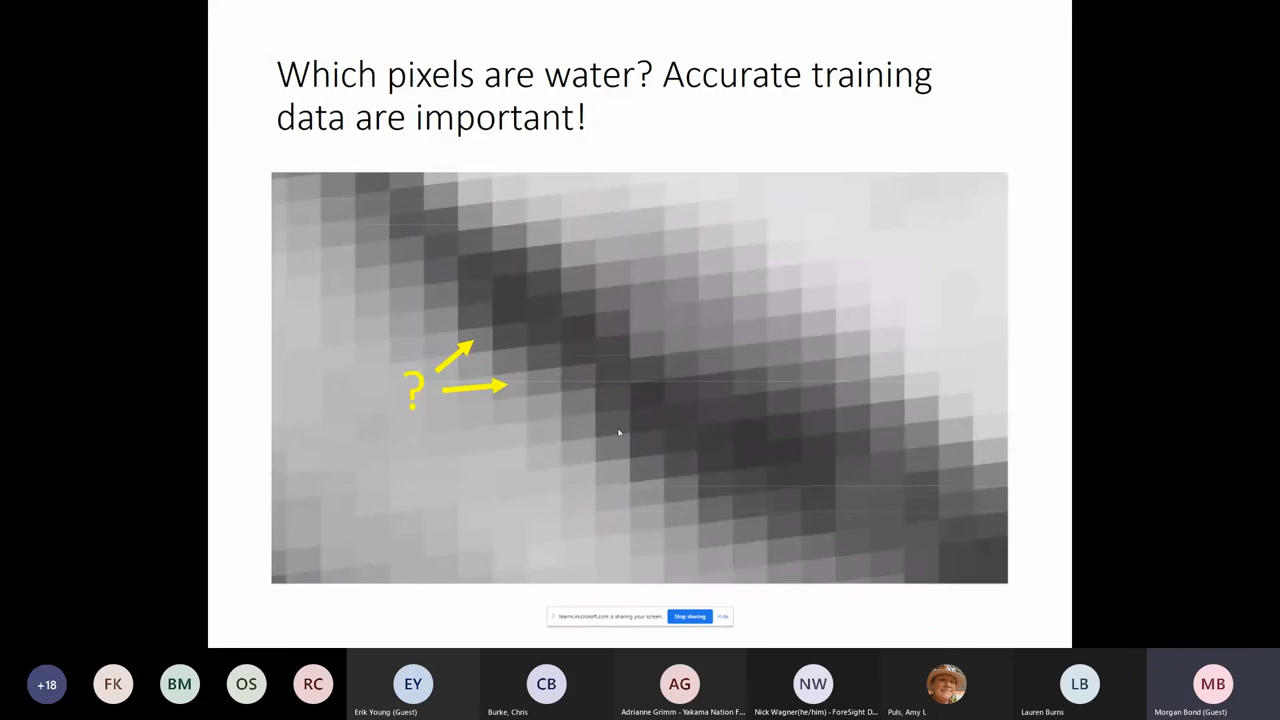 Which pixels are water? Accurate training
data are important!
?
teams.microsoft.com is sharing your screen.
Stop sharing
Hide
+18
FK
BM
OS
RC
EY
CB
AG
NW
LB
MB
Erik Young (Guest)
Burke, Chris
Adrianne Grimm - Yakama Nation F...
Nick Wagner(he/him) - ForeSight D...
Puls, Amy L
Lauren Burns
Morgan Bond (Guest)